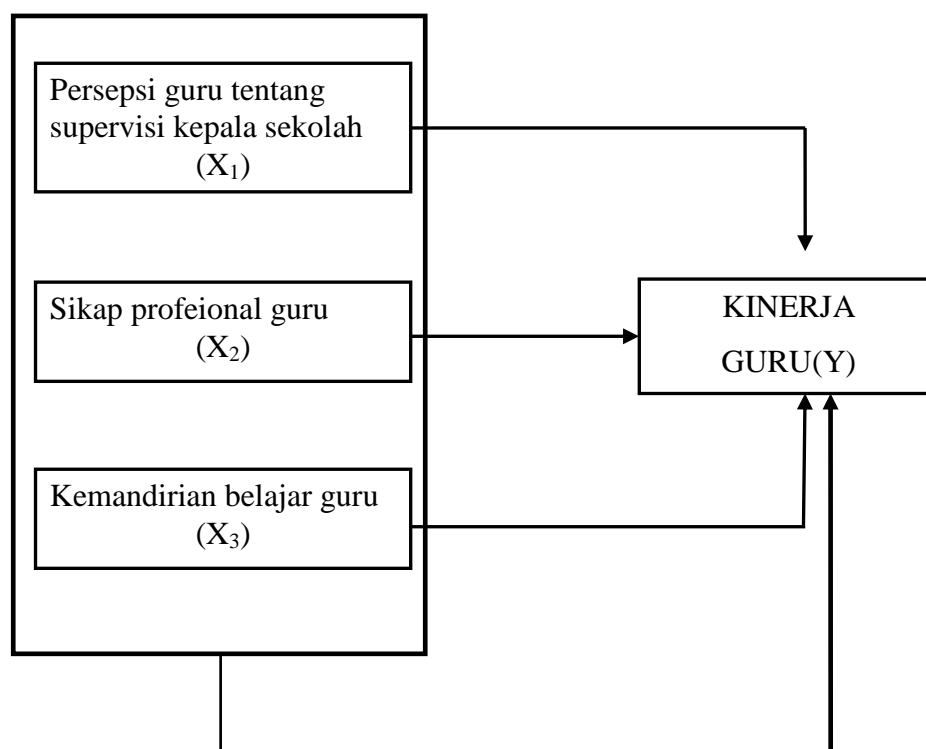 Persepsi guru tentang
supervisi kepala sekolah
(X₁)
Sikap profeional guru
(X₂)
KINERJA
GURU(Y)
Kemandirian belajar guru
(X₃)